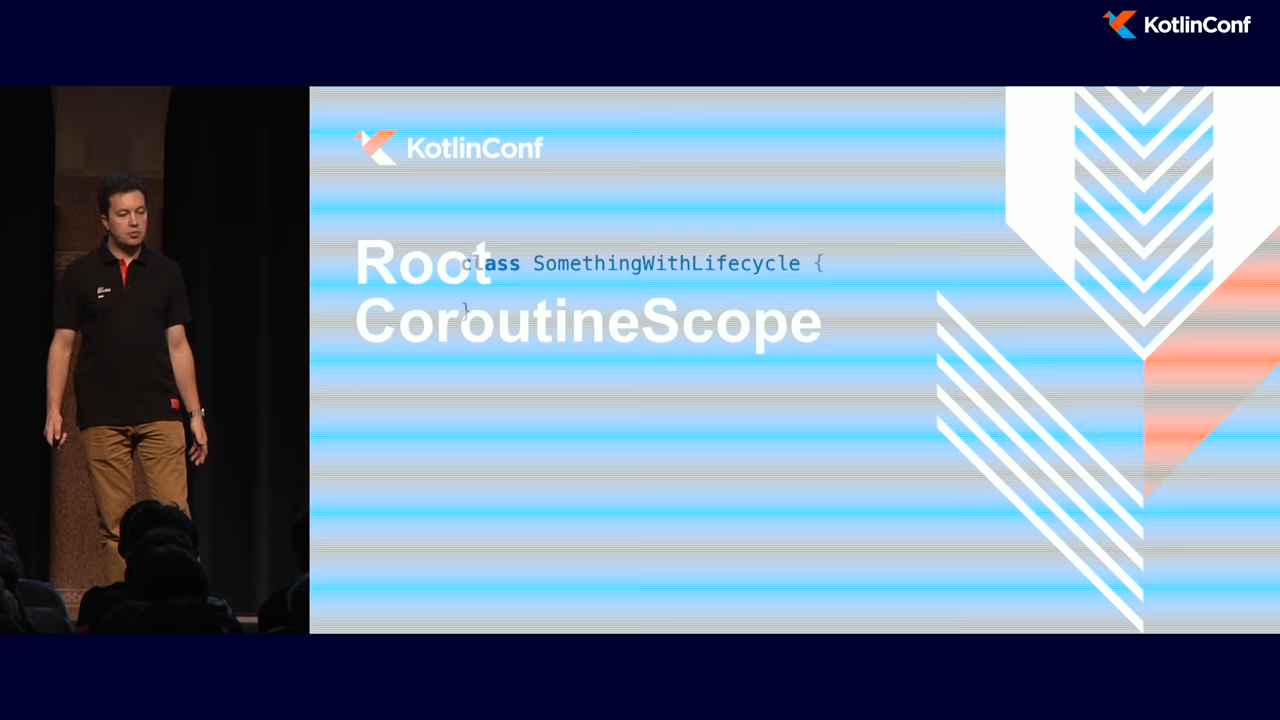 KotlinConf
KotlinConf
Root
class SomethingWithLifecycle {
}
CoroutineScope